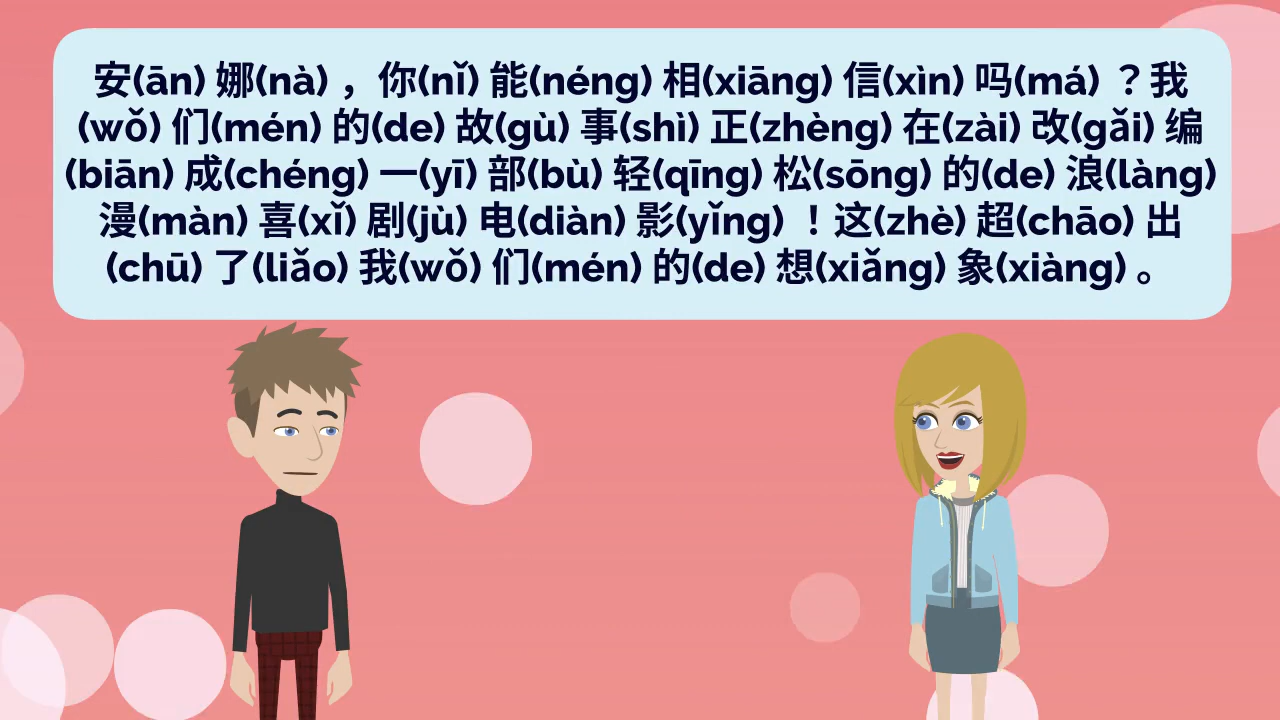 安(ān) 娜(nà) ，你(nǐ) 能(néng) 相(xiāng) 信(xìn) 吗(má) ？我
(wǒ) 们(mén) 的(de) 故(gù) 事(shì) 正(zhèng) 在(zài) 改(gǎi) 编
(biān) 成(chéng) 一(yī) 部(bù) 轻(qīng) 松(sōng) 的(de) 浪(làng)
漫(màn) 喜(xǐ) 剧(jù) 电(diàn) 影(yǐng) ！这(zhè) 超(chāo) 出
(chū) 了(liǎo) 我(wǒ) 们(mén) 的(de) 想(xiǎng) 象(xiàng) 。